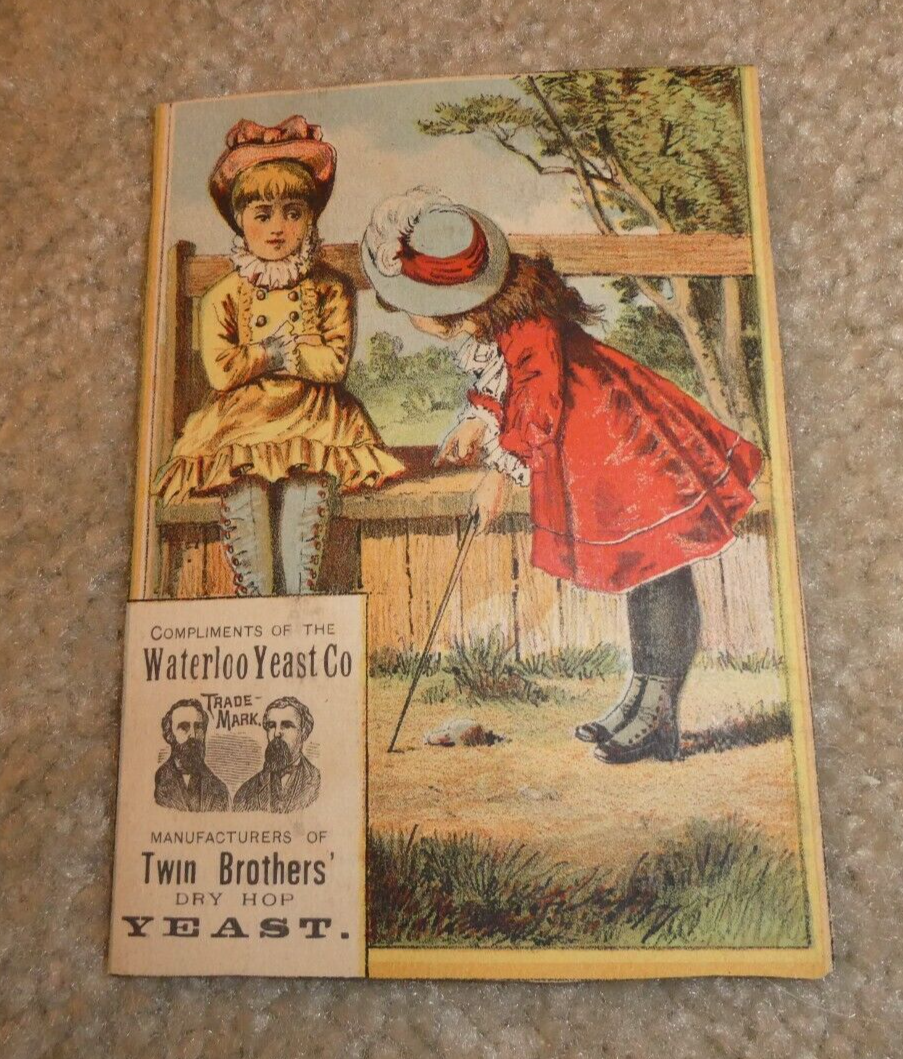 COMPLIMENTS OF THE
Waterloo Yeast Co
TRADE-
MARK.
MANUFACTURERS OF
Twin Brothers'
DRY HOP
YEAST.